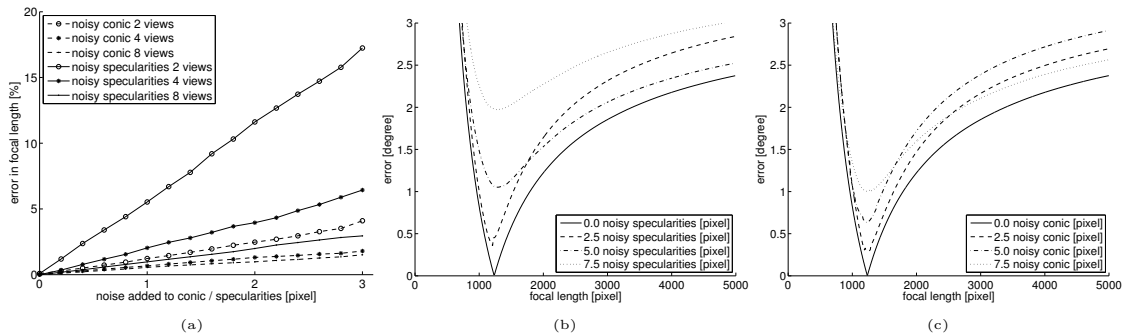 error in focal length [%]
20
15
10
5
0
0
1
2
3
noise added to conic / specularities [pixel]
noisy conic 2 views
noisy conic 4 views
noisy conic 8 views
noisy specularities 2 views
noisy specularities 4 views
noisy specularities 8 views
(a)
error [degree]
3
2.5
2
1.5
1
0.5
0
0
1000
2000
3000
4000
5000
focal length [pixel]
0.0 noisy specularities [pixel]
2.5 noisy specularities [pixel]
5.0 noisy specularities [pixel]
7.5 noisy specularities [pixel]
(b)
error [degree]
3
2.5
2
1.5
1
0.5
0
0
1000
2000
3000
4000
5000
focal length [pixel]
0.0 noisy conic [pixel]
2.5 noisy conic [pixel]
5.0 noisy conic [pixel]
7.5 noisy conic [pixel]
(c)